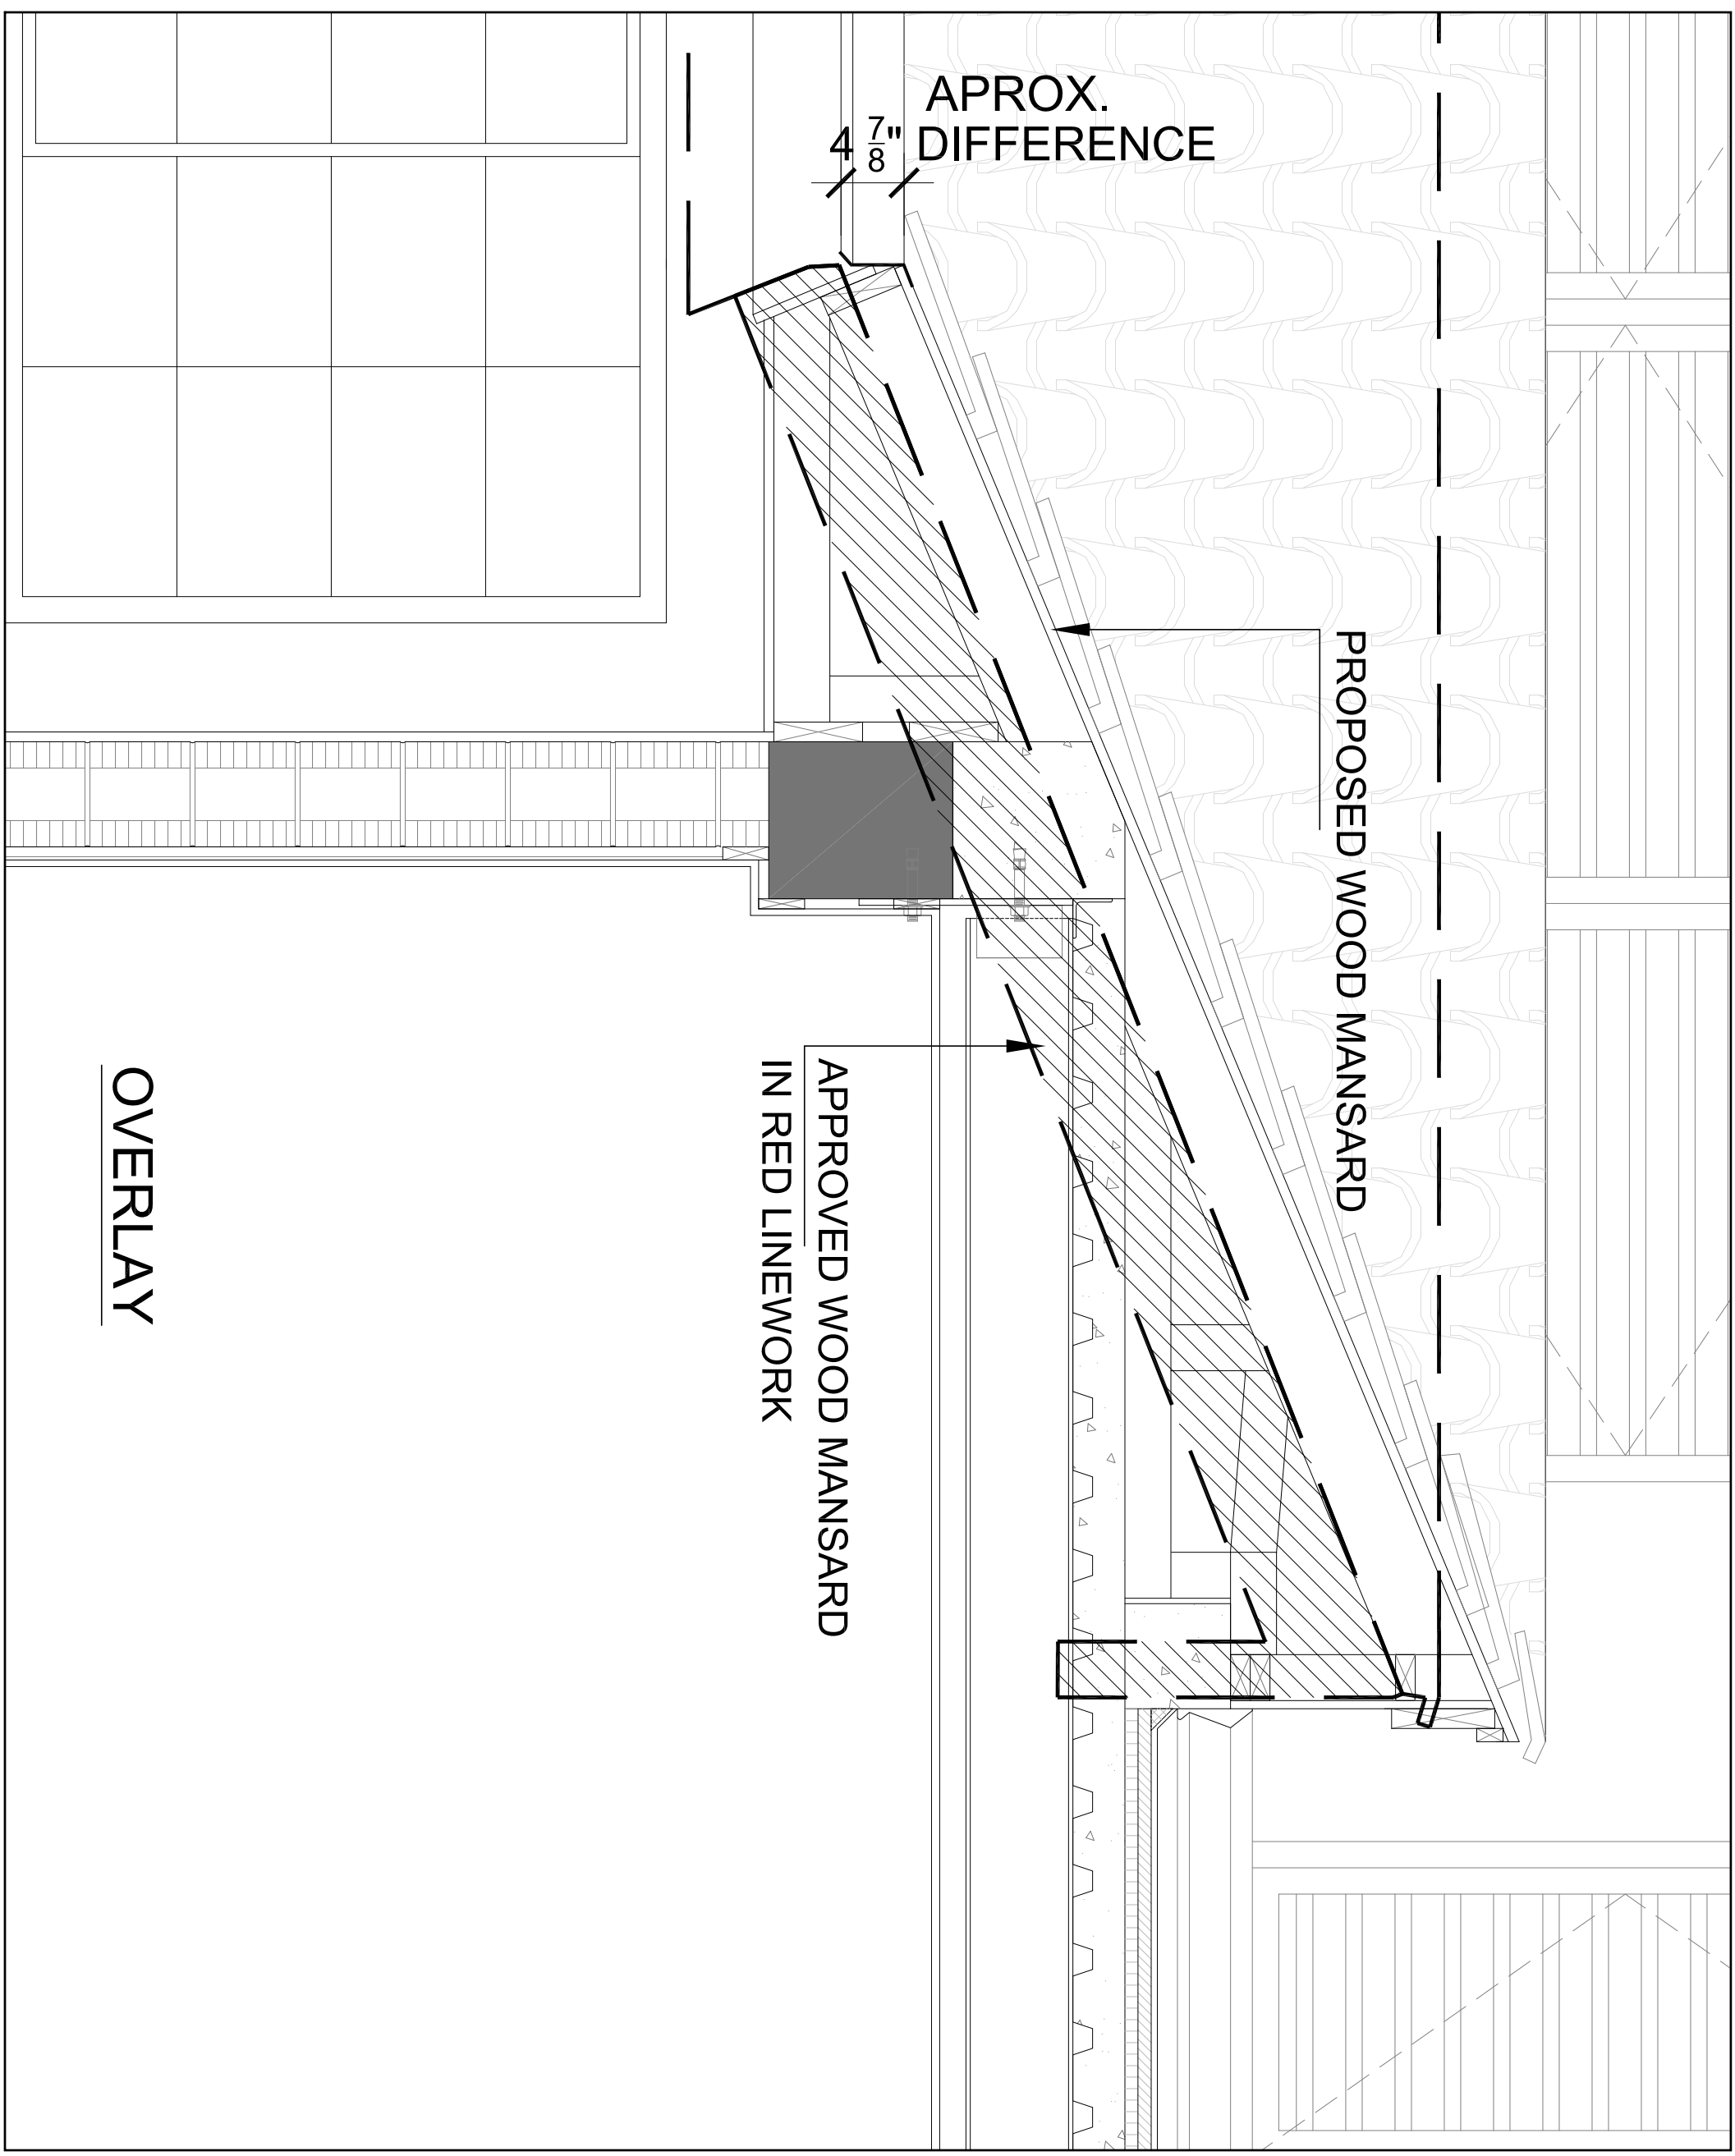 APROX.
4 7/8" DIFFERENCE
PROPOSED WOOD MANSARD
APPROVED WOOD MANSARD
IN RED LINEWORK
OVERLAY